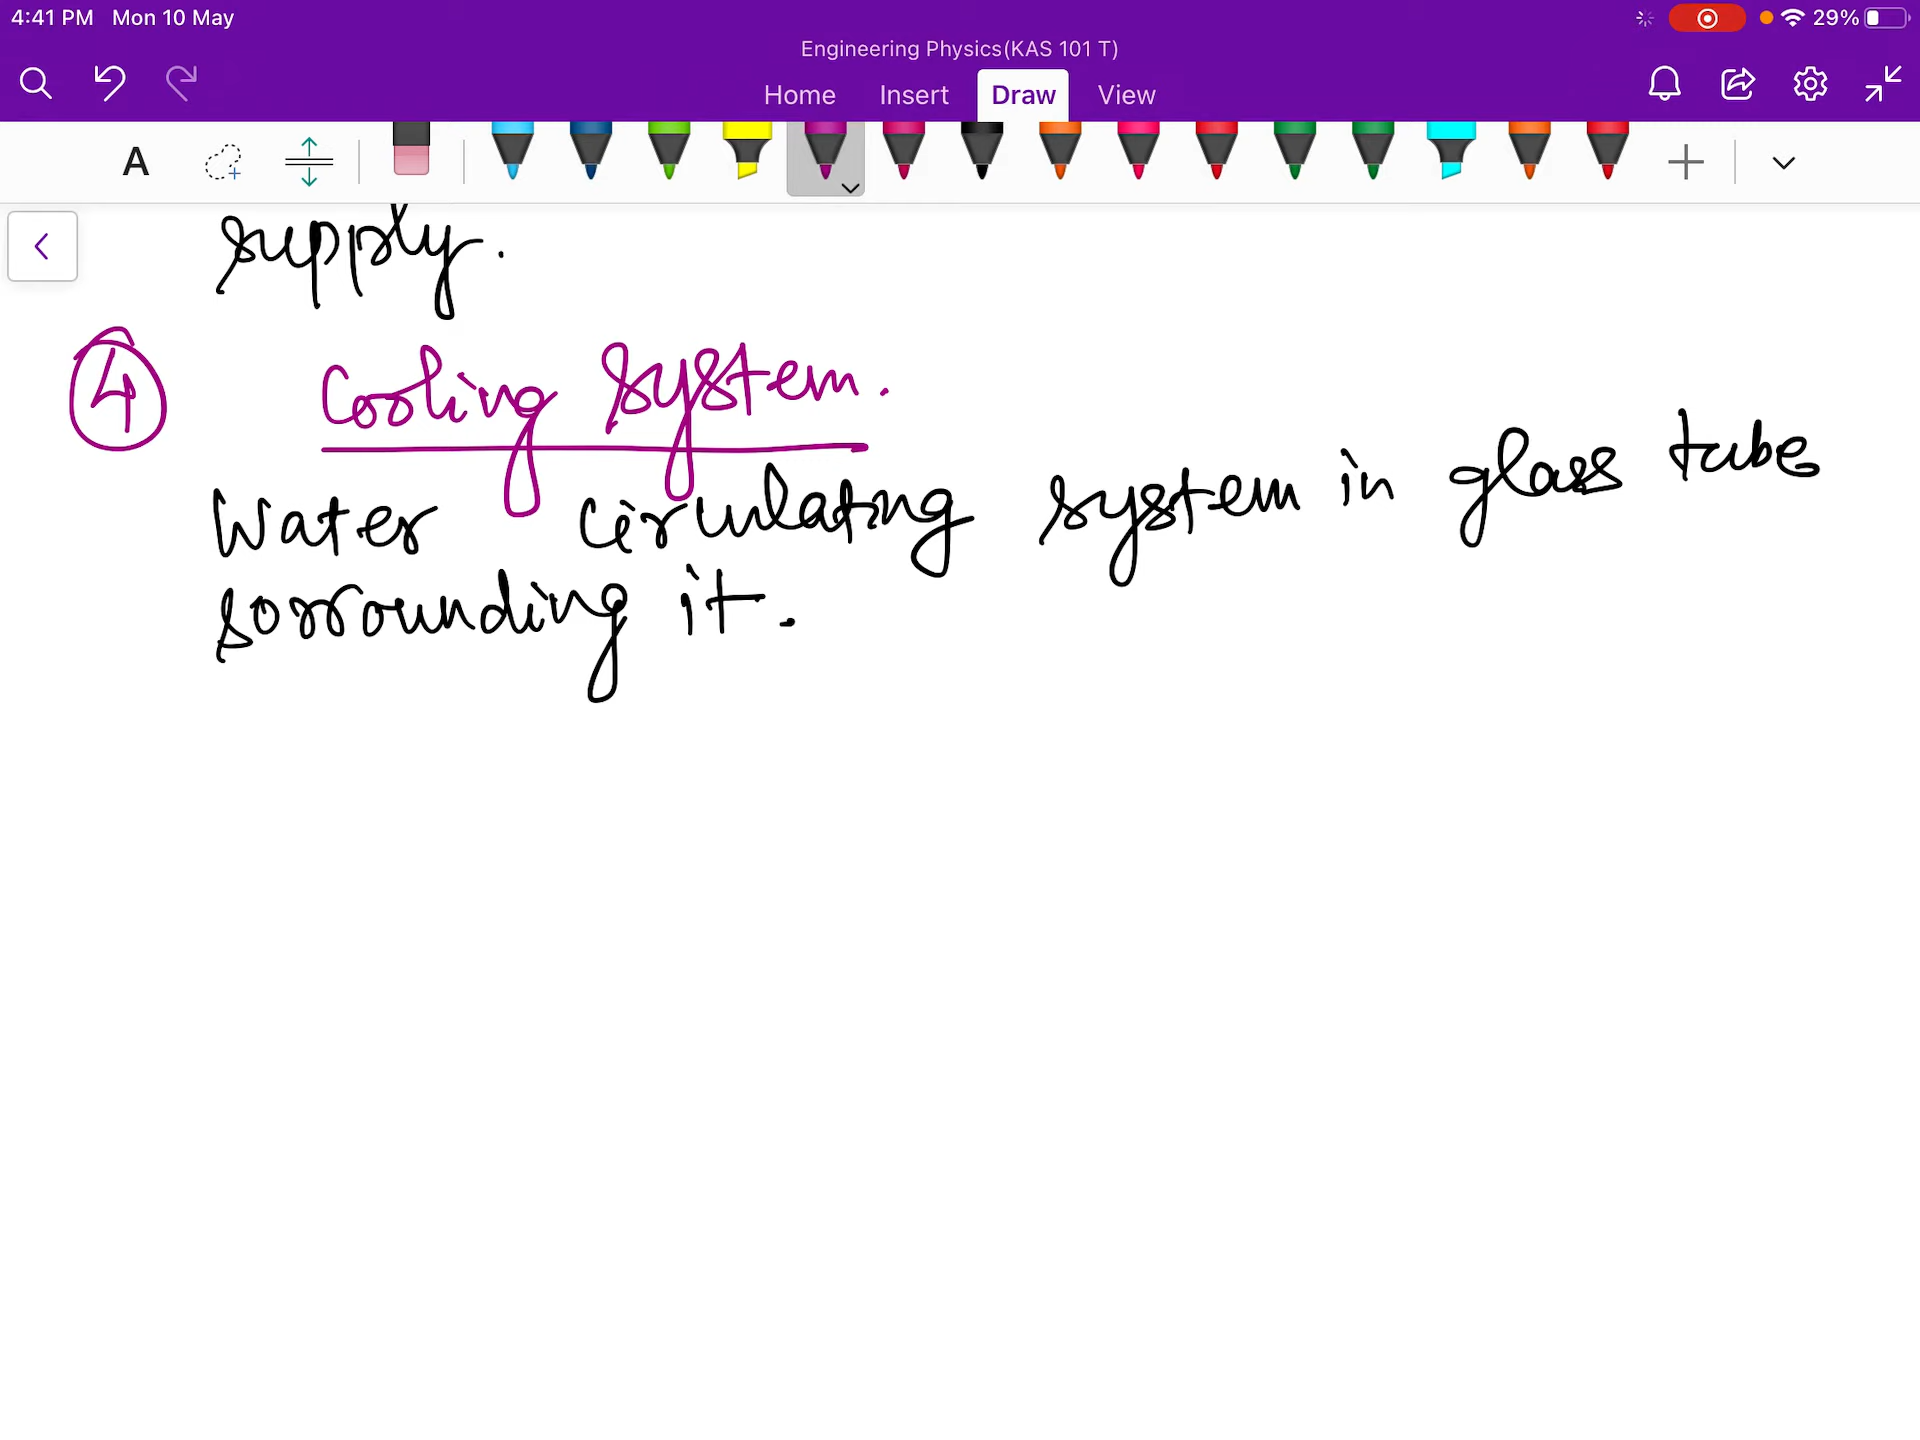 4:41 PM Mon 10 May
29%
Engineering Physics(KAS 101 T)
Home Insert Draw View
A
supply.
4 Cooling system.
Water circulating system in glass tube
sorrounding it.